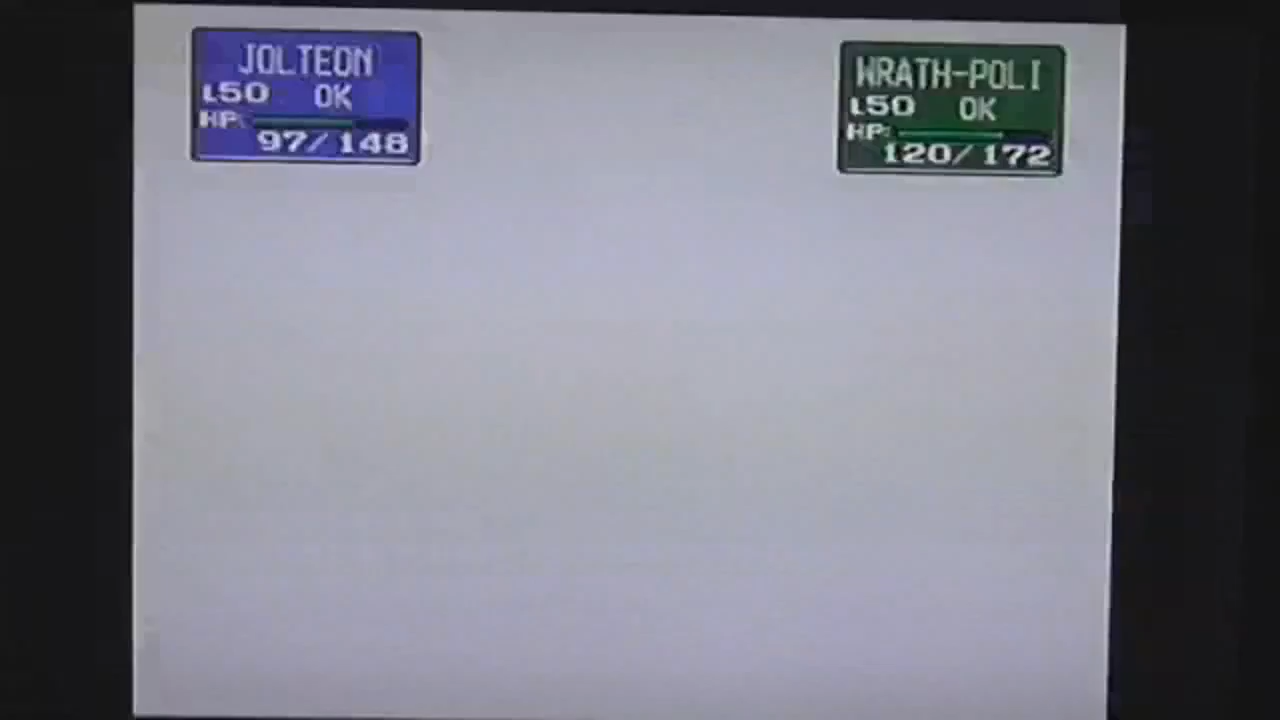 JOLTEON
L50 OK
HP:
97/148
WRATH-POLI
L50 OK
HP:
120/172